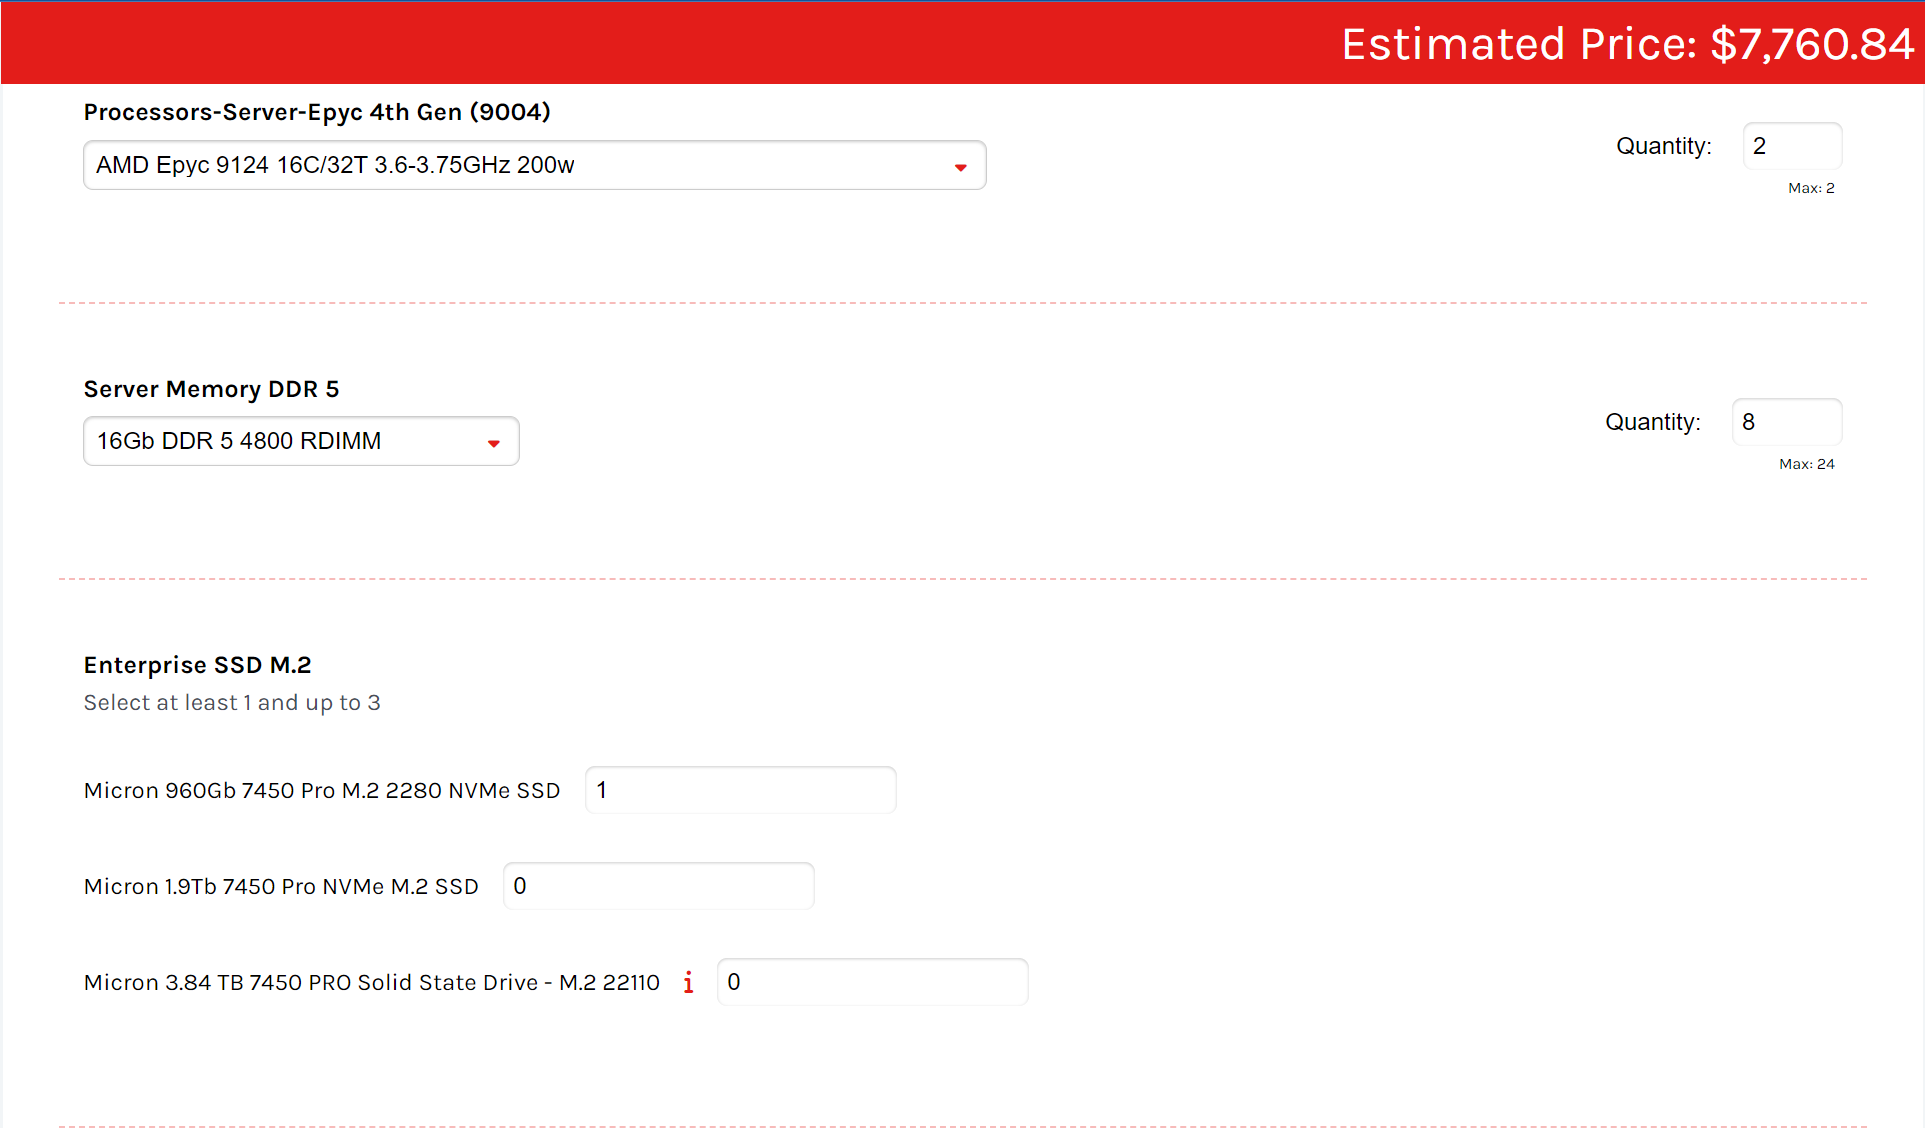 Estimated Price: $7,760.84
Processors-Server-Epyc 4th Gen (9004)
AMD Epyc 9124 16C/32T 3.6-3.75GHz 200w
Quantity: 2
Max: 2
Server Memory DDR 5
16Gb DDR 5 4800 RDIMM
Quantity: 8
Max: 24
Enterprise SSD M.2
Select at least 1 and up to 3
Micron 960Gb 7450 Pro M.2 2280 NVMe SSD 1
Micron 1.9Tb 7450 Pro NVMe M.2 SSD 0
Micron 3.84 TB 7450 PRO Solid State Drive - M.2 22110 i 0